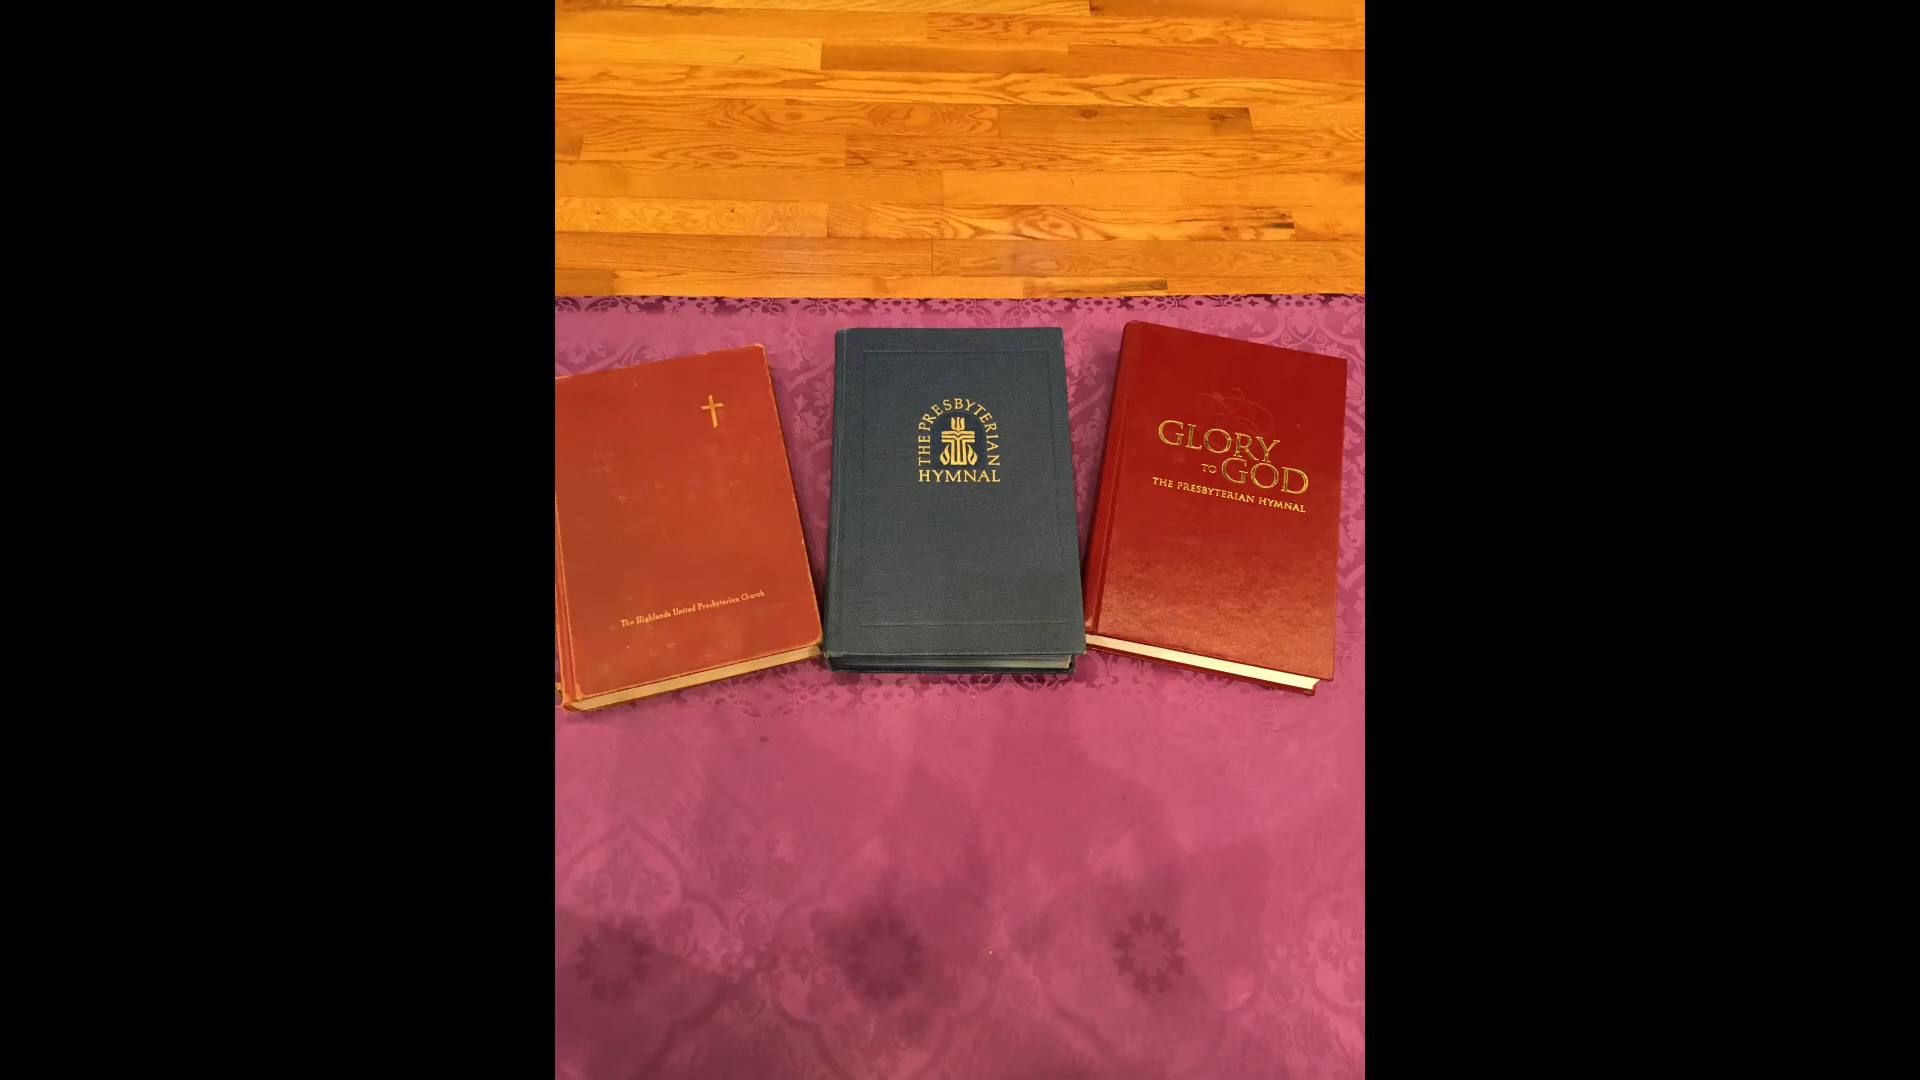 The Highlands United Presbyterian Church
THE PRESBYTERIAN
HYMNAL
GLORY
TO GOD
THE PRESBYTERIAN HYMNAL